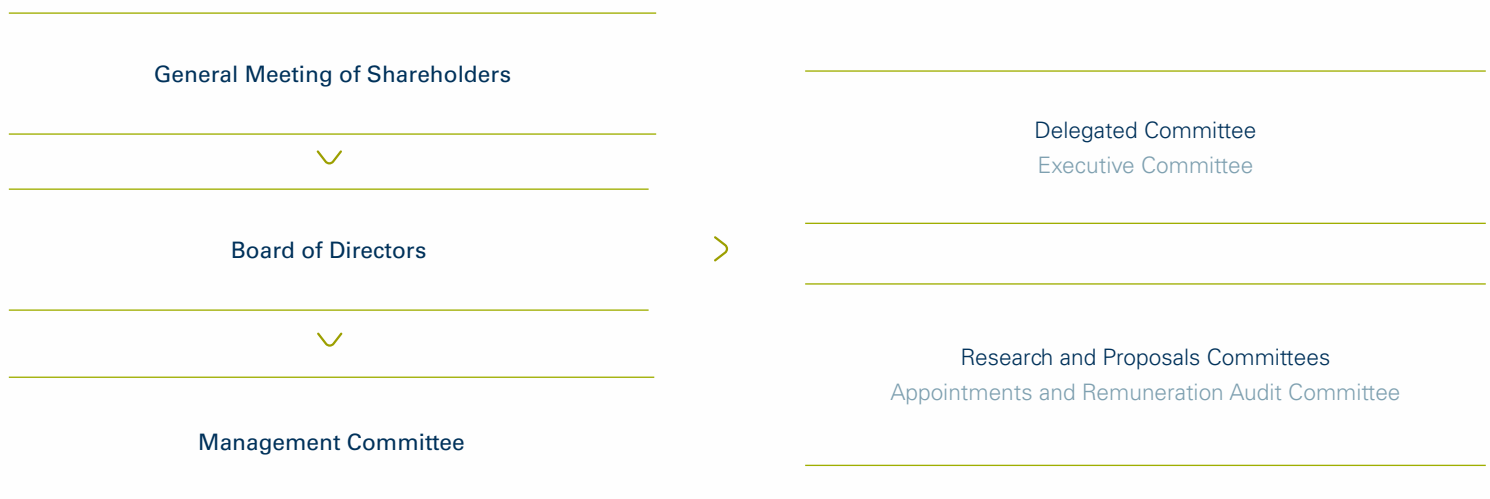 General Meeting of Shareholders
Board of Directors
Management Committee
Delegated Committee
Executive Committee
Research and Proposals Committees
Appointments and Remuneration Audit Committee